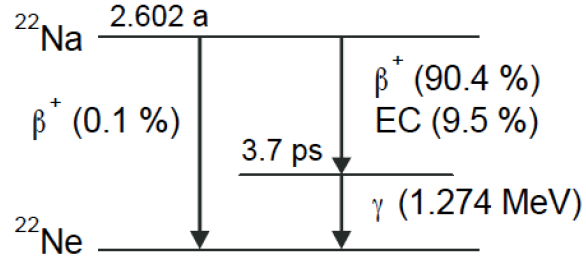 ²²Na 2.602 a
β⁺ (0.1 %)
β⁺ (90.4 %)
EC (9.5 %)
3.7 ps
γ (1.274 MeV)
²²Ne